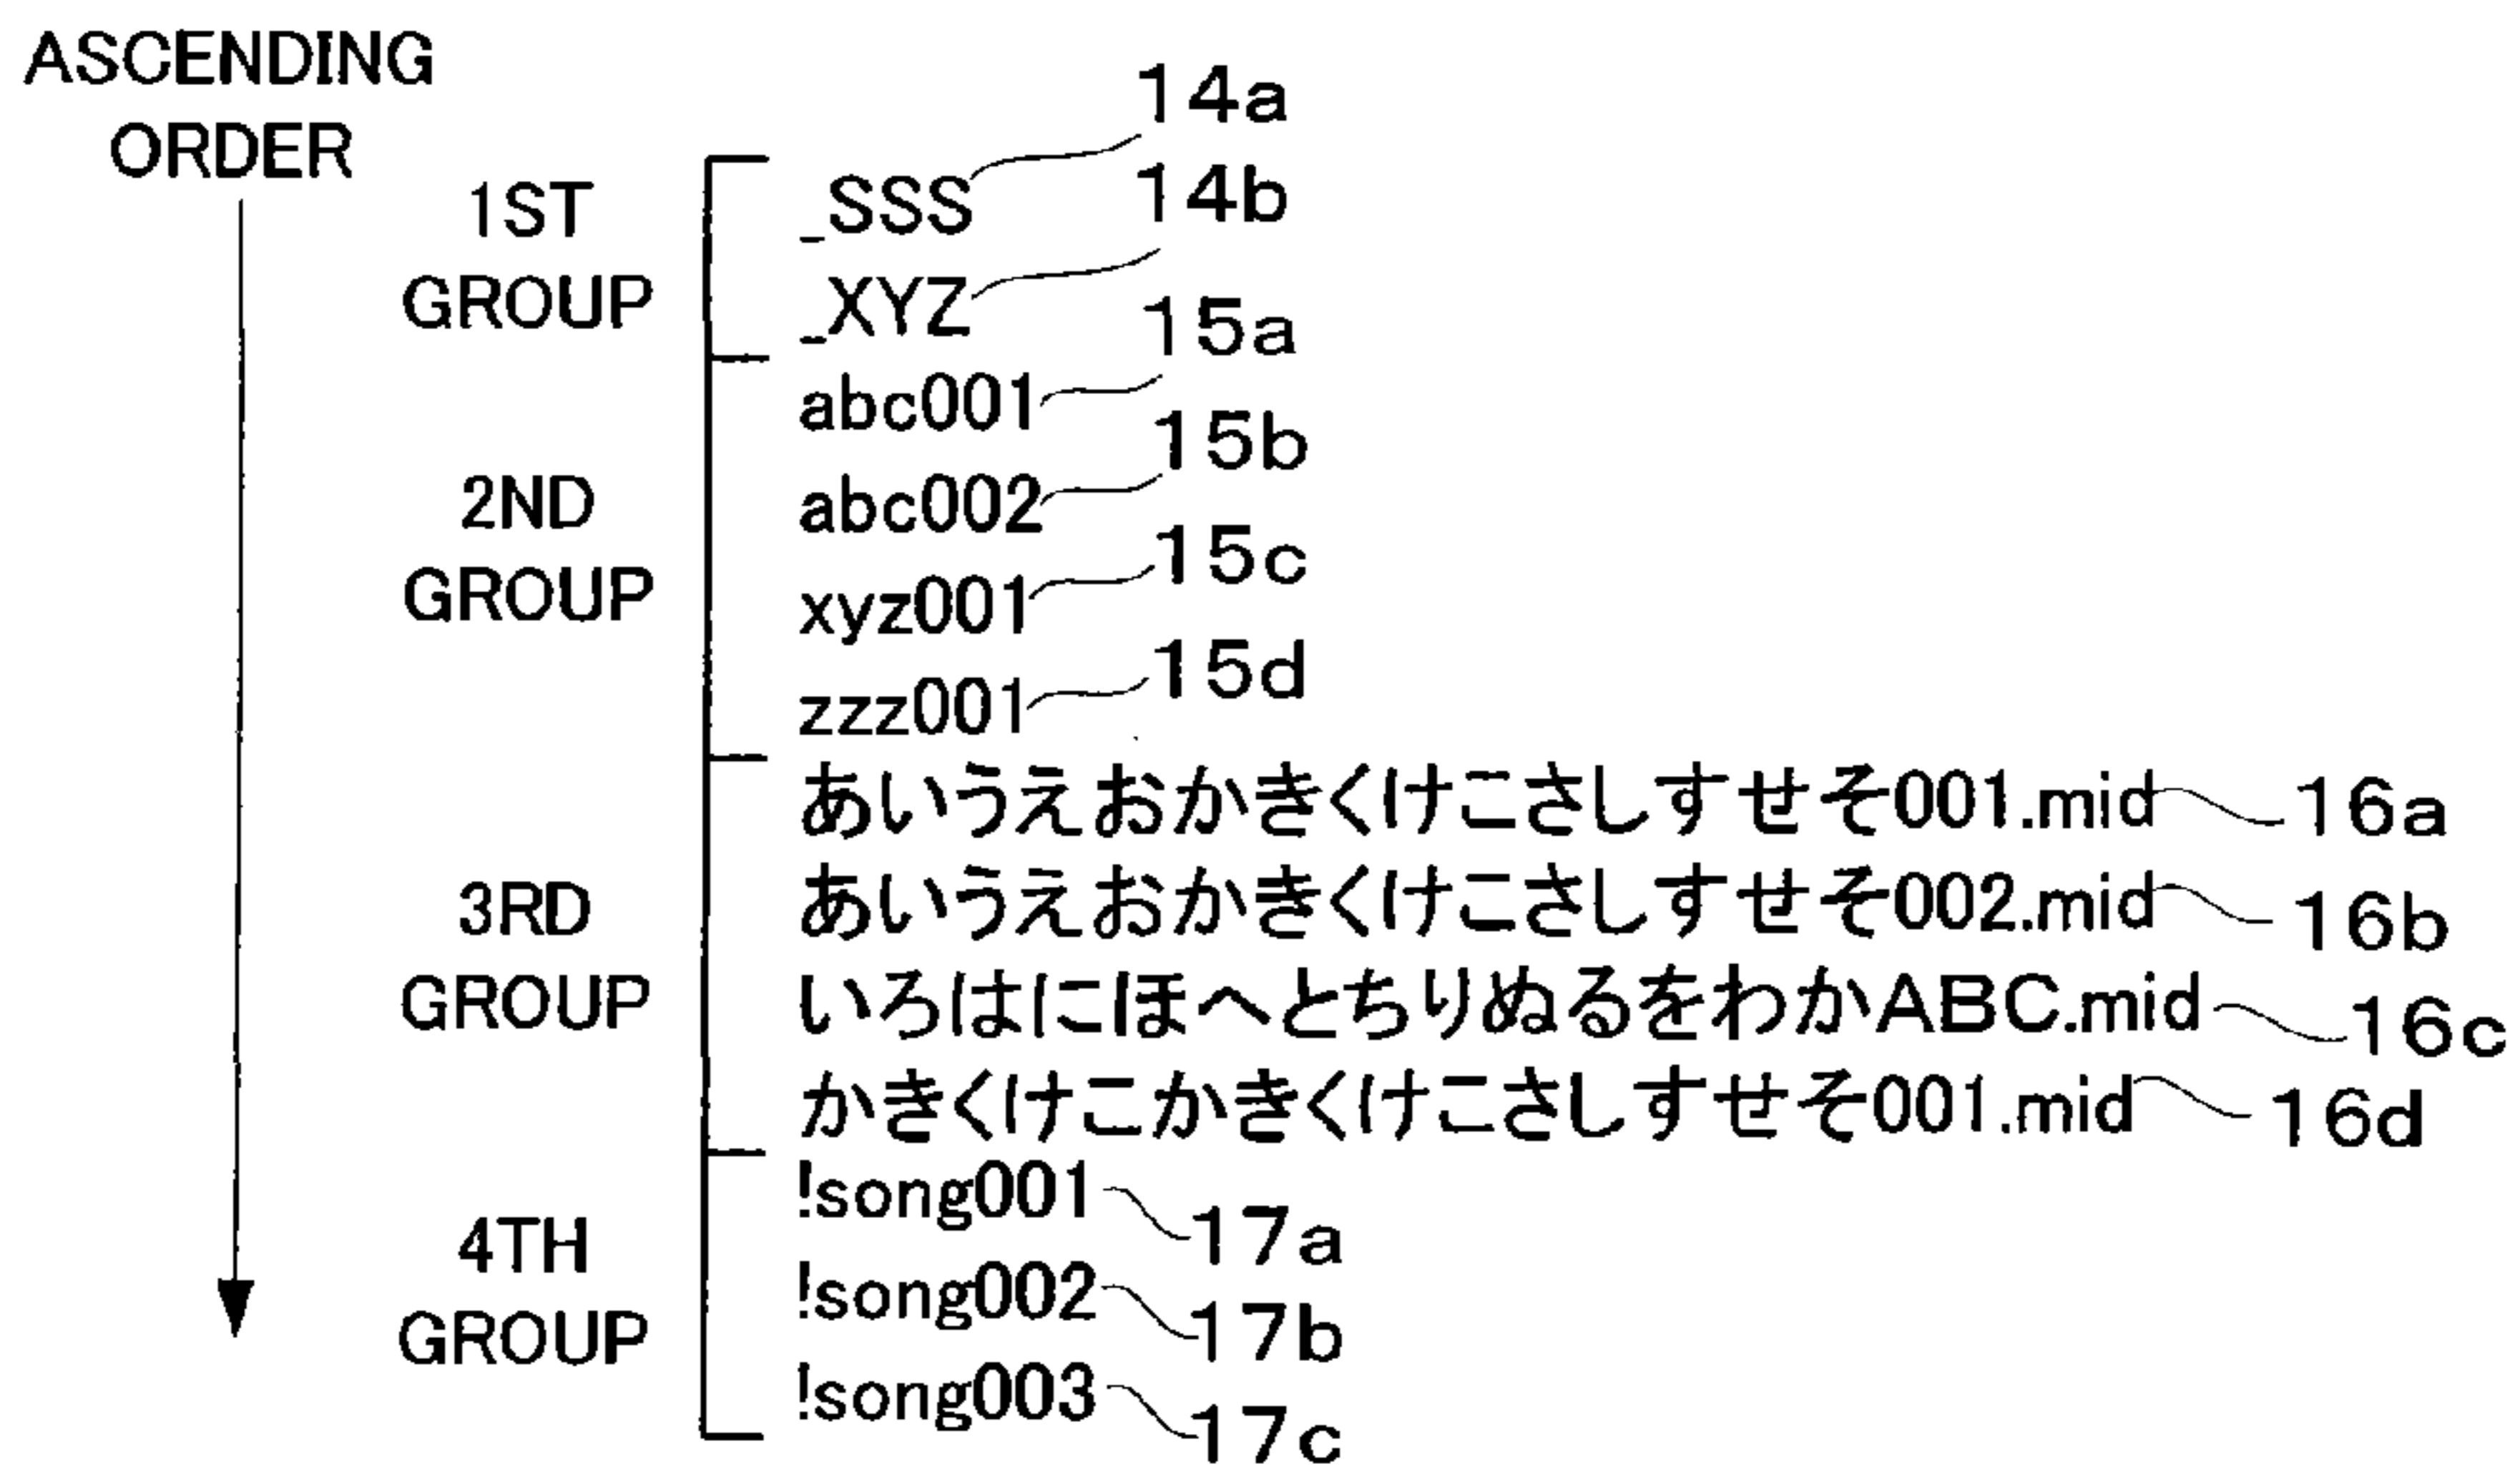 ASCENDING
ORDER
1ST
GROUP
_SSS 14a
_XYZ 14b
2ND
GROUP
abc001 15a
abc002 15b
xyz001 15c
zzz001 15d
3RD
GROUP
あいうえおかきくけこさしすせそ001.mid 16a
あいうえおかきくけこさしすせそ002.mid 16b
いろはにほへとちりぬるをわかABC.mid 16c
かきくけこかきくけこさしすせそ001.mid 16d
4TH
GROUP
!song001 17a
!song002 17b
!song003 17c